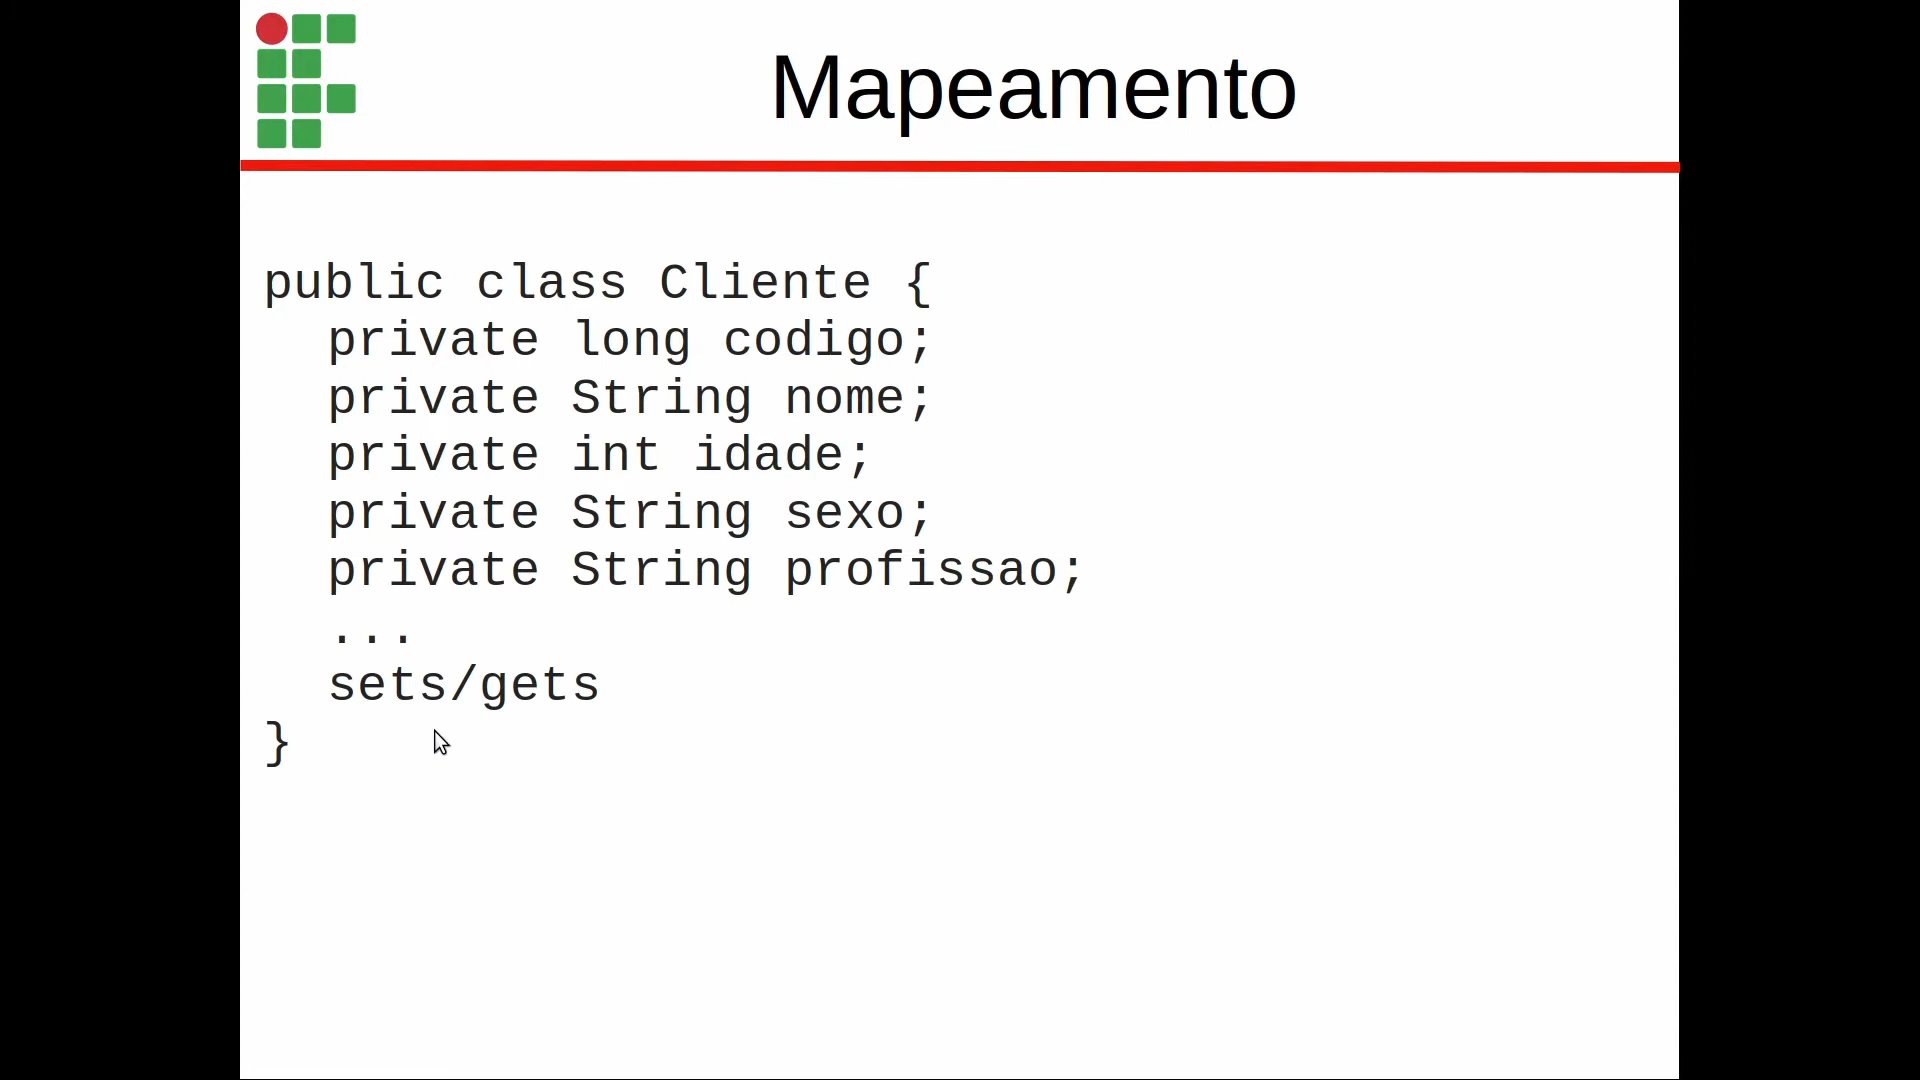 Mapeamento
public class Cliente {
private long codigo;
private String nome;
private int idade;
private String sexo;
private String profissao;
...
sets/gets
}